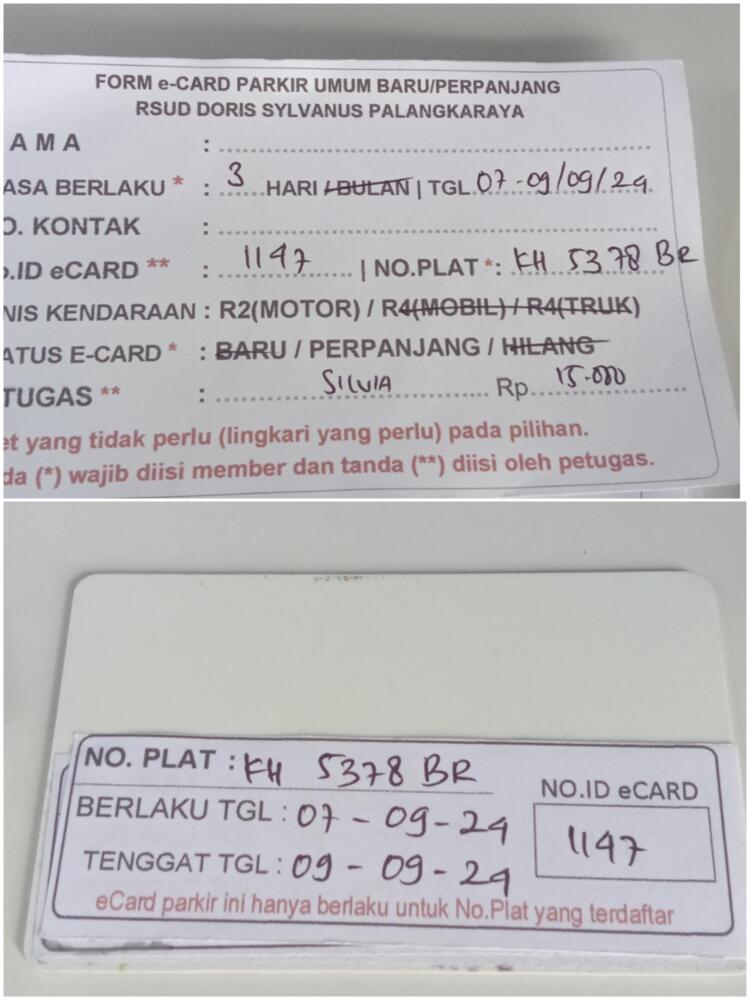 FORM e-CARD PARKIR UMUM BARU/PERPANJANG
RSUD DORIS SYLVANUS PALANGKARAYA
AMA :
ASA BERLAKU * : 3 HARI / BULAN | TGL. 07-09/09/24
O. KONTAK :
.ID eCARD ** : 1147 | NO.PLAT *: KH 5378 BR
NIS KENDARAAN : R2(MOTOR) / R4(MOBIL) / R4(TRUK)
ATUS E-CARD * : BARU / PERPANJANG / HILANG
TUGAS ** : SILVIA Rp. 15.000
et yang tidak perlu (lingkari yang perlu) pada pilihan.
da (*) wajib diisi member dan tanda (**) diisi oleh petugas.
NO. PLAT : KH 5378 BR
NO.ID eCARD
BERLAKU TGL : 07 - 09 - 24
1147
TENGGAT TGL : 09 - 09 - 24
eCard parkir ini hanya berlaku untuk No.Plat yang terdaftar